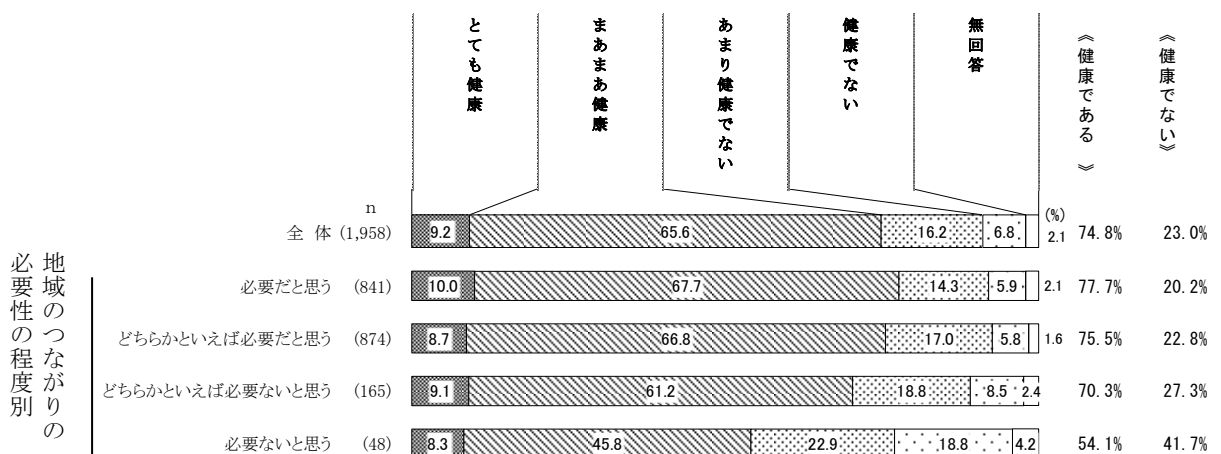 とても健康
まあまあ健康
あまり健康でない
健康でない
無回答
《健康である 》
《健康でない》
n
(%)
全 体 (1,958) 9.2 65.6 16.2 6.8 2.1 74.8% 23.0%
地域のつながりの
必要性の程度別
必要だと思う (841) 10.0 67.7 14.3 5.9 2.1 77.7% 20.2%
どちらかといえば必要だと思う (874) 8.7 66.8 17.0 5.8 1.6 75.5% 22.8%
どちらかといえば必要ないと思う (165) 9.1 61.2 18.8 8.5 2.4 70.3% 27.3%
必要ないと思う (48) 8.3 45.8 22.9 18.8 4.2 54.1% 41.7%